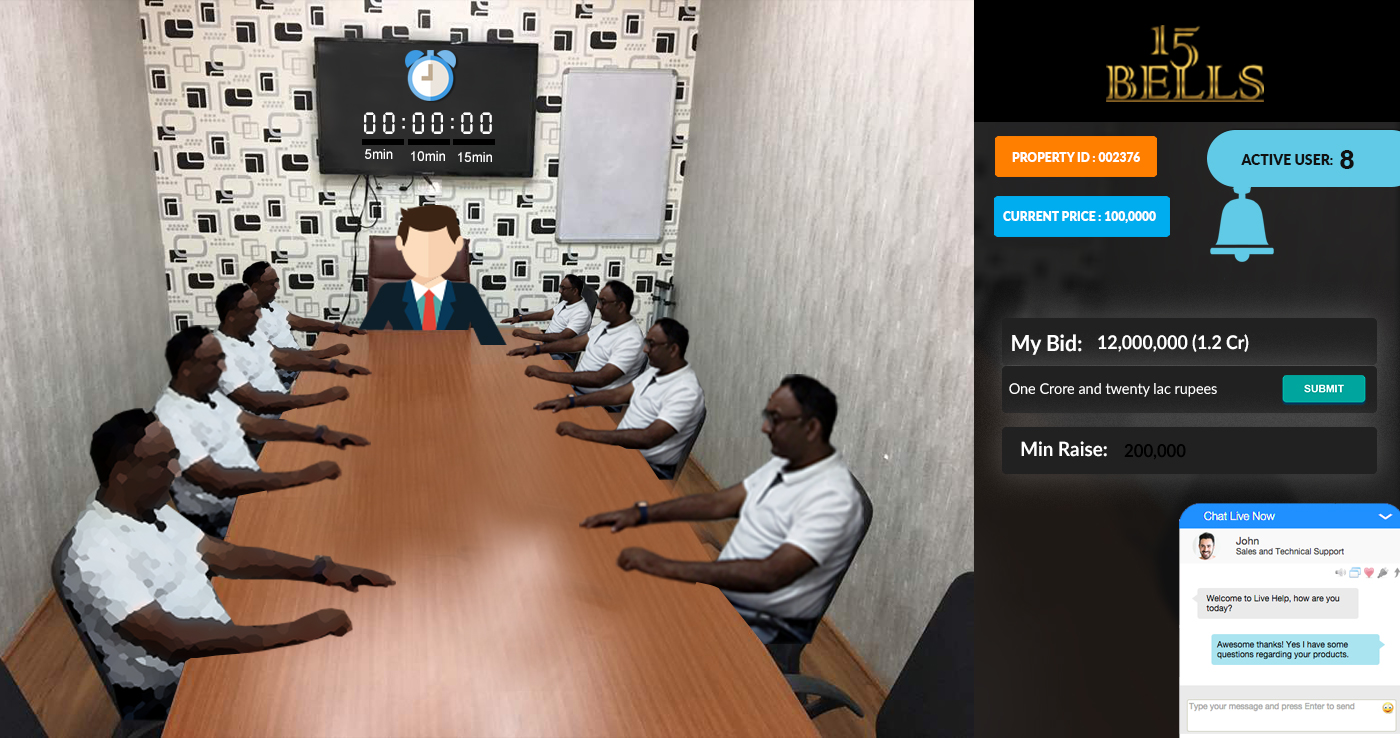 00:00:00
5min 10min 15min
15
BELLS
PROPERTY ID : 002376
ACTIVE USER: 8
CURRENT PRICE : 100,0000
My Bid: 12,000,000 (1.2 Cr)
One Crore and twenty lac rupees
SUBMIT
Min Raise: 200,000
Chat Live Now
John
Sales and Technical Support
Welcome to Live Help, how are you
today?
Awesome thanks! Yes I have some
questions regarding your products.
Type your message and press Enter to send